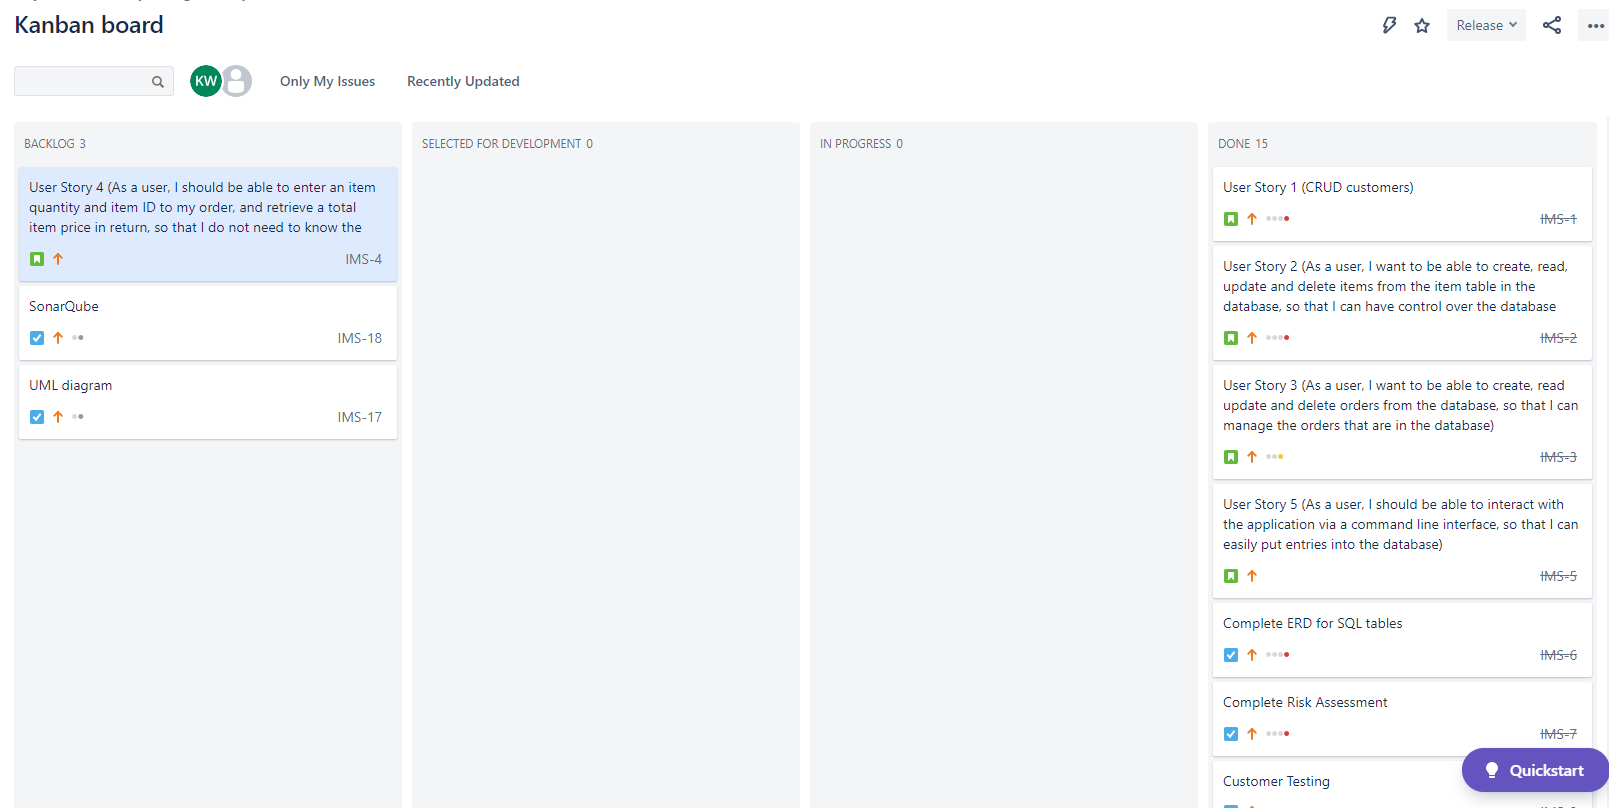 Kanban board
Release
KW
Only My Issues
Recently Updated
BACKLOG 3
User Story 4 (As a user, I should be able to enter an item
quantity and item ID to my order, and retrieve a total
item price in return, so that I do not need to know the
IMS-4
SonarQube
IMS-18
UML diagram
IMS-17
SELECTED FOR DEVELOPMENT 0
IN PROGRESS 0
DONE 15
User Story 1 (CRUD customers)
IMS-1
User Story 2 (As a user, I want to be able to create, read,
update and delete items from the item table in the
database, so that I can have control over the database
IMS-2
User Story 3 (As a user, I want to be able to create, read
update and delete orders from the database, so that I can
manage the orders that are in the database)
IMS-3
User Story 5 (As a user, I should be able to interact with
the application via a command line interface, so that I can
easily put entries into the database)
IMS-5
Complete ERD for SQL tables
IMS-6
Complete Risk Assessment
IMS-7
Quickstart
Customer Testing